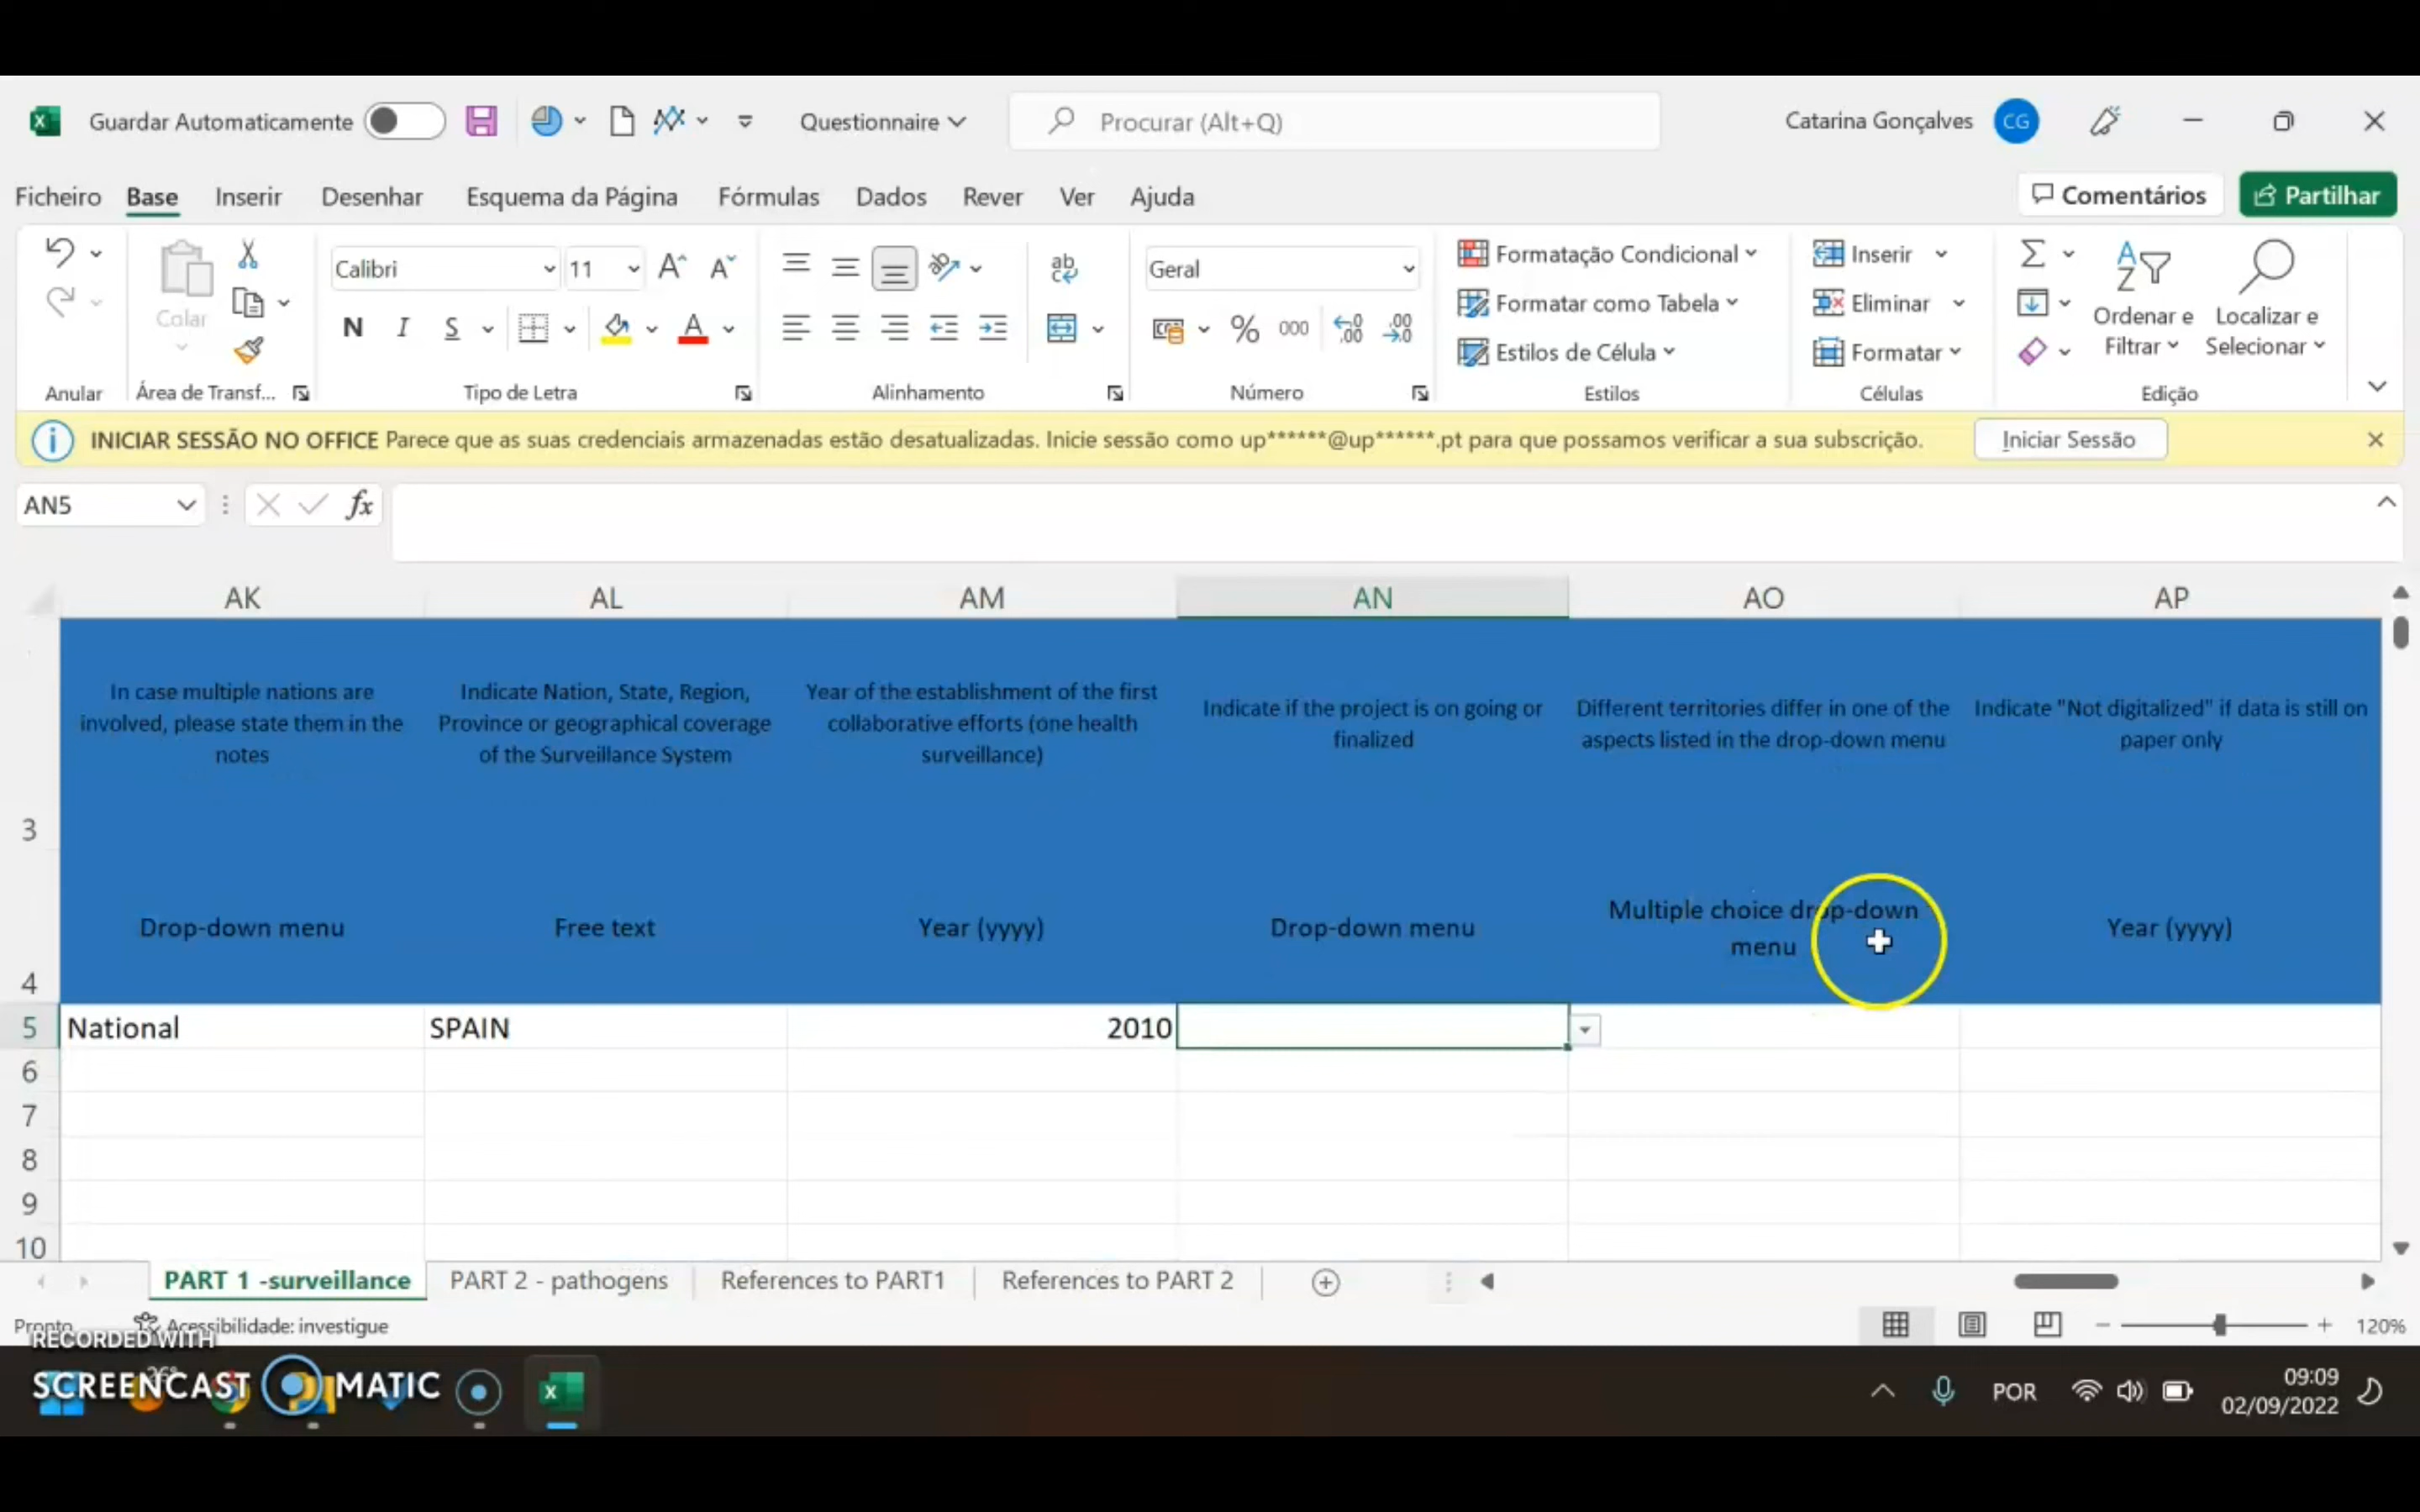 Guardar Automaticamente
Questionnaire
Procurar (Alt+Q)
Catarina Gonçalves
CG
Ficheiro Base Inserir Desenhar Esquema da Página Fórmulas Dados Rever Ver Ajuda
Comentários
Partilhar
Colar
Calibri
11
Geral
N I S
% 000
Formatação Condicional
Formatar como Tabela
Estilos de Célula
Inserir
Eliminar
Formatar
Ordenar e
Filtrar
Localizar e
Selecionar
Anular
Área de Transf...
Tipo de Letra
Alinhamento
Número
Estilos
Células
Edição
INICIAR SESSÃO NO OFFICE Parece que as suas credenciais armazenadas estão desatualizadas. Inicie sessão como up******@up******.pt para que possamos verificar a sua subscrição.
Iniciar Sessão
AN5
fx
AK AL AM AN AO AP
In case multiple nations are
involved, please state them in the
notes
Indicate Nation, State, Region,
Province or geographical coverage
of the Surveillance System
Year of the establishment of the first
collaborative efforts (one health
surveillance)
Indicate if the project is on going or
finalized
Different territories differ in one of the
aspects listed in the drop-down menu
Indicate "Not digitalized" if data is still on
paper only
3
Drop-down menu
Free text
Year (yyyy)
Drop-down menu
Multiple choice drop-down
menu
Year (yyyy)
4
5 National SPAIN 2010
6
7
8
9
10
PART 1 -surveillance
PART 2 - pathogens
References to PART1
References to PART 2
Pronto
Acessibilidade: investigue
120%
RECORDED WITH
SCREENCAST MATIC
26°
POR
09:09
02/09/2022